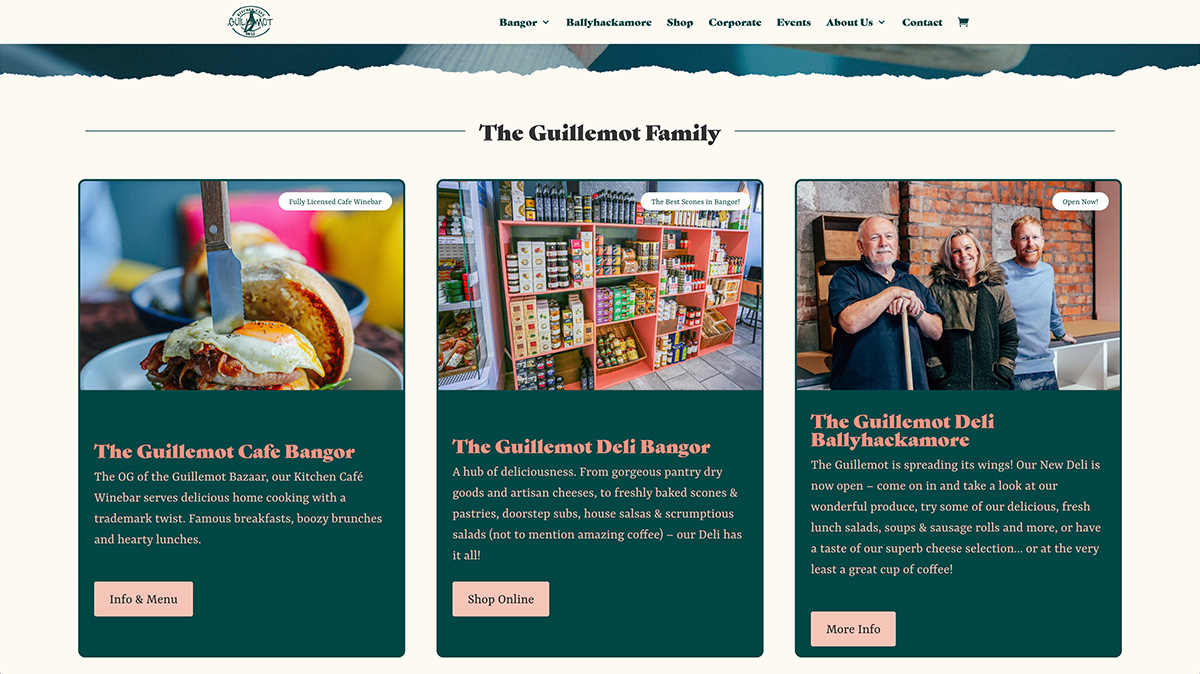 KITCHEN CAFE
GUILLEMOT
DELI
Bangor
Ballyhackamore
Shop
Corporate
Events
About Us
Contact
The Guillemot Family
Fully Licensed Cafe Winebar
The Guillemot Cafe Bangor
The OG of the Guillemot Bazaar, our Kitchen Café
Winebar serves delicious home cooking with a
trademark twist. Famous breakfasts, boozy brunches
and hearty lunches.
Info & Menu
The Best Scones in Bangor!
The Guillemot Deli Bangor
A hub of deliciousness. From gorgeous pantry dry
goods and artisan cheeses, to freshly baked scones &
pastries, doorstep subs, house salsas & scrumptious
salads (not to mention amazing coffee) – our Deli has
it all!
Shop Online
Open Now!
The Guillemot Deli
Ballyhackamore
The Guillemot is spreading its wings! Our New Deli is
now open – come on in and take a look at our
wonderful produce, try some of our delicious, fresh
lunch salads, soups & sausage rolls and more, or have
a taste of our superb cheese selection... or at the very
least a great cup of coffee!
More Info